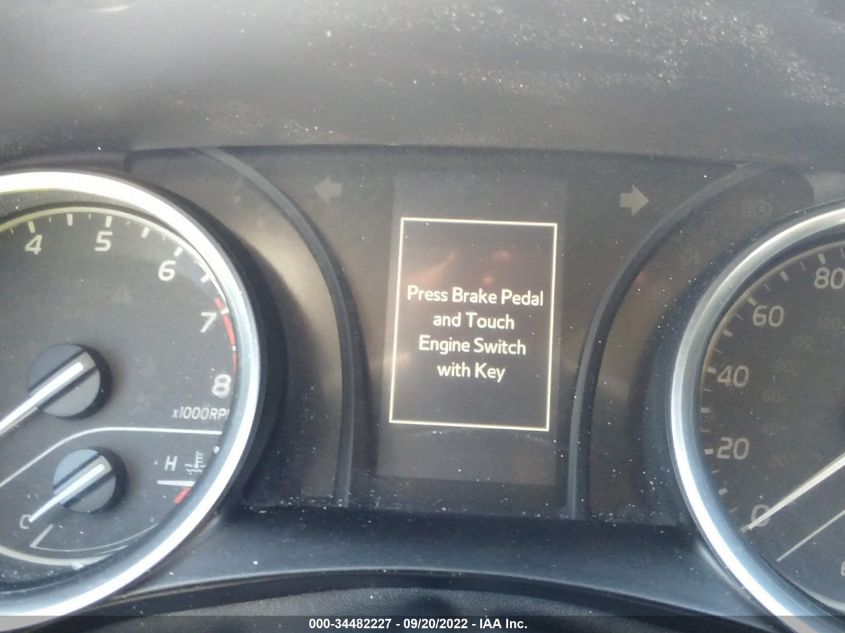 4
5
6
7
8
x1000RP
H
C
Press Brake Pedal
and Touch
Engine Switch
with Key
80
60
40
20
0
000-34482227 - 09/20/2022 - IAA Inc.